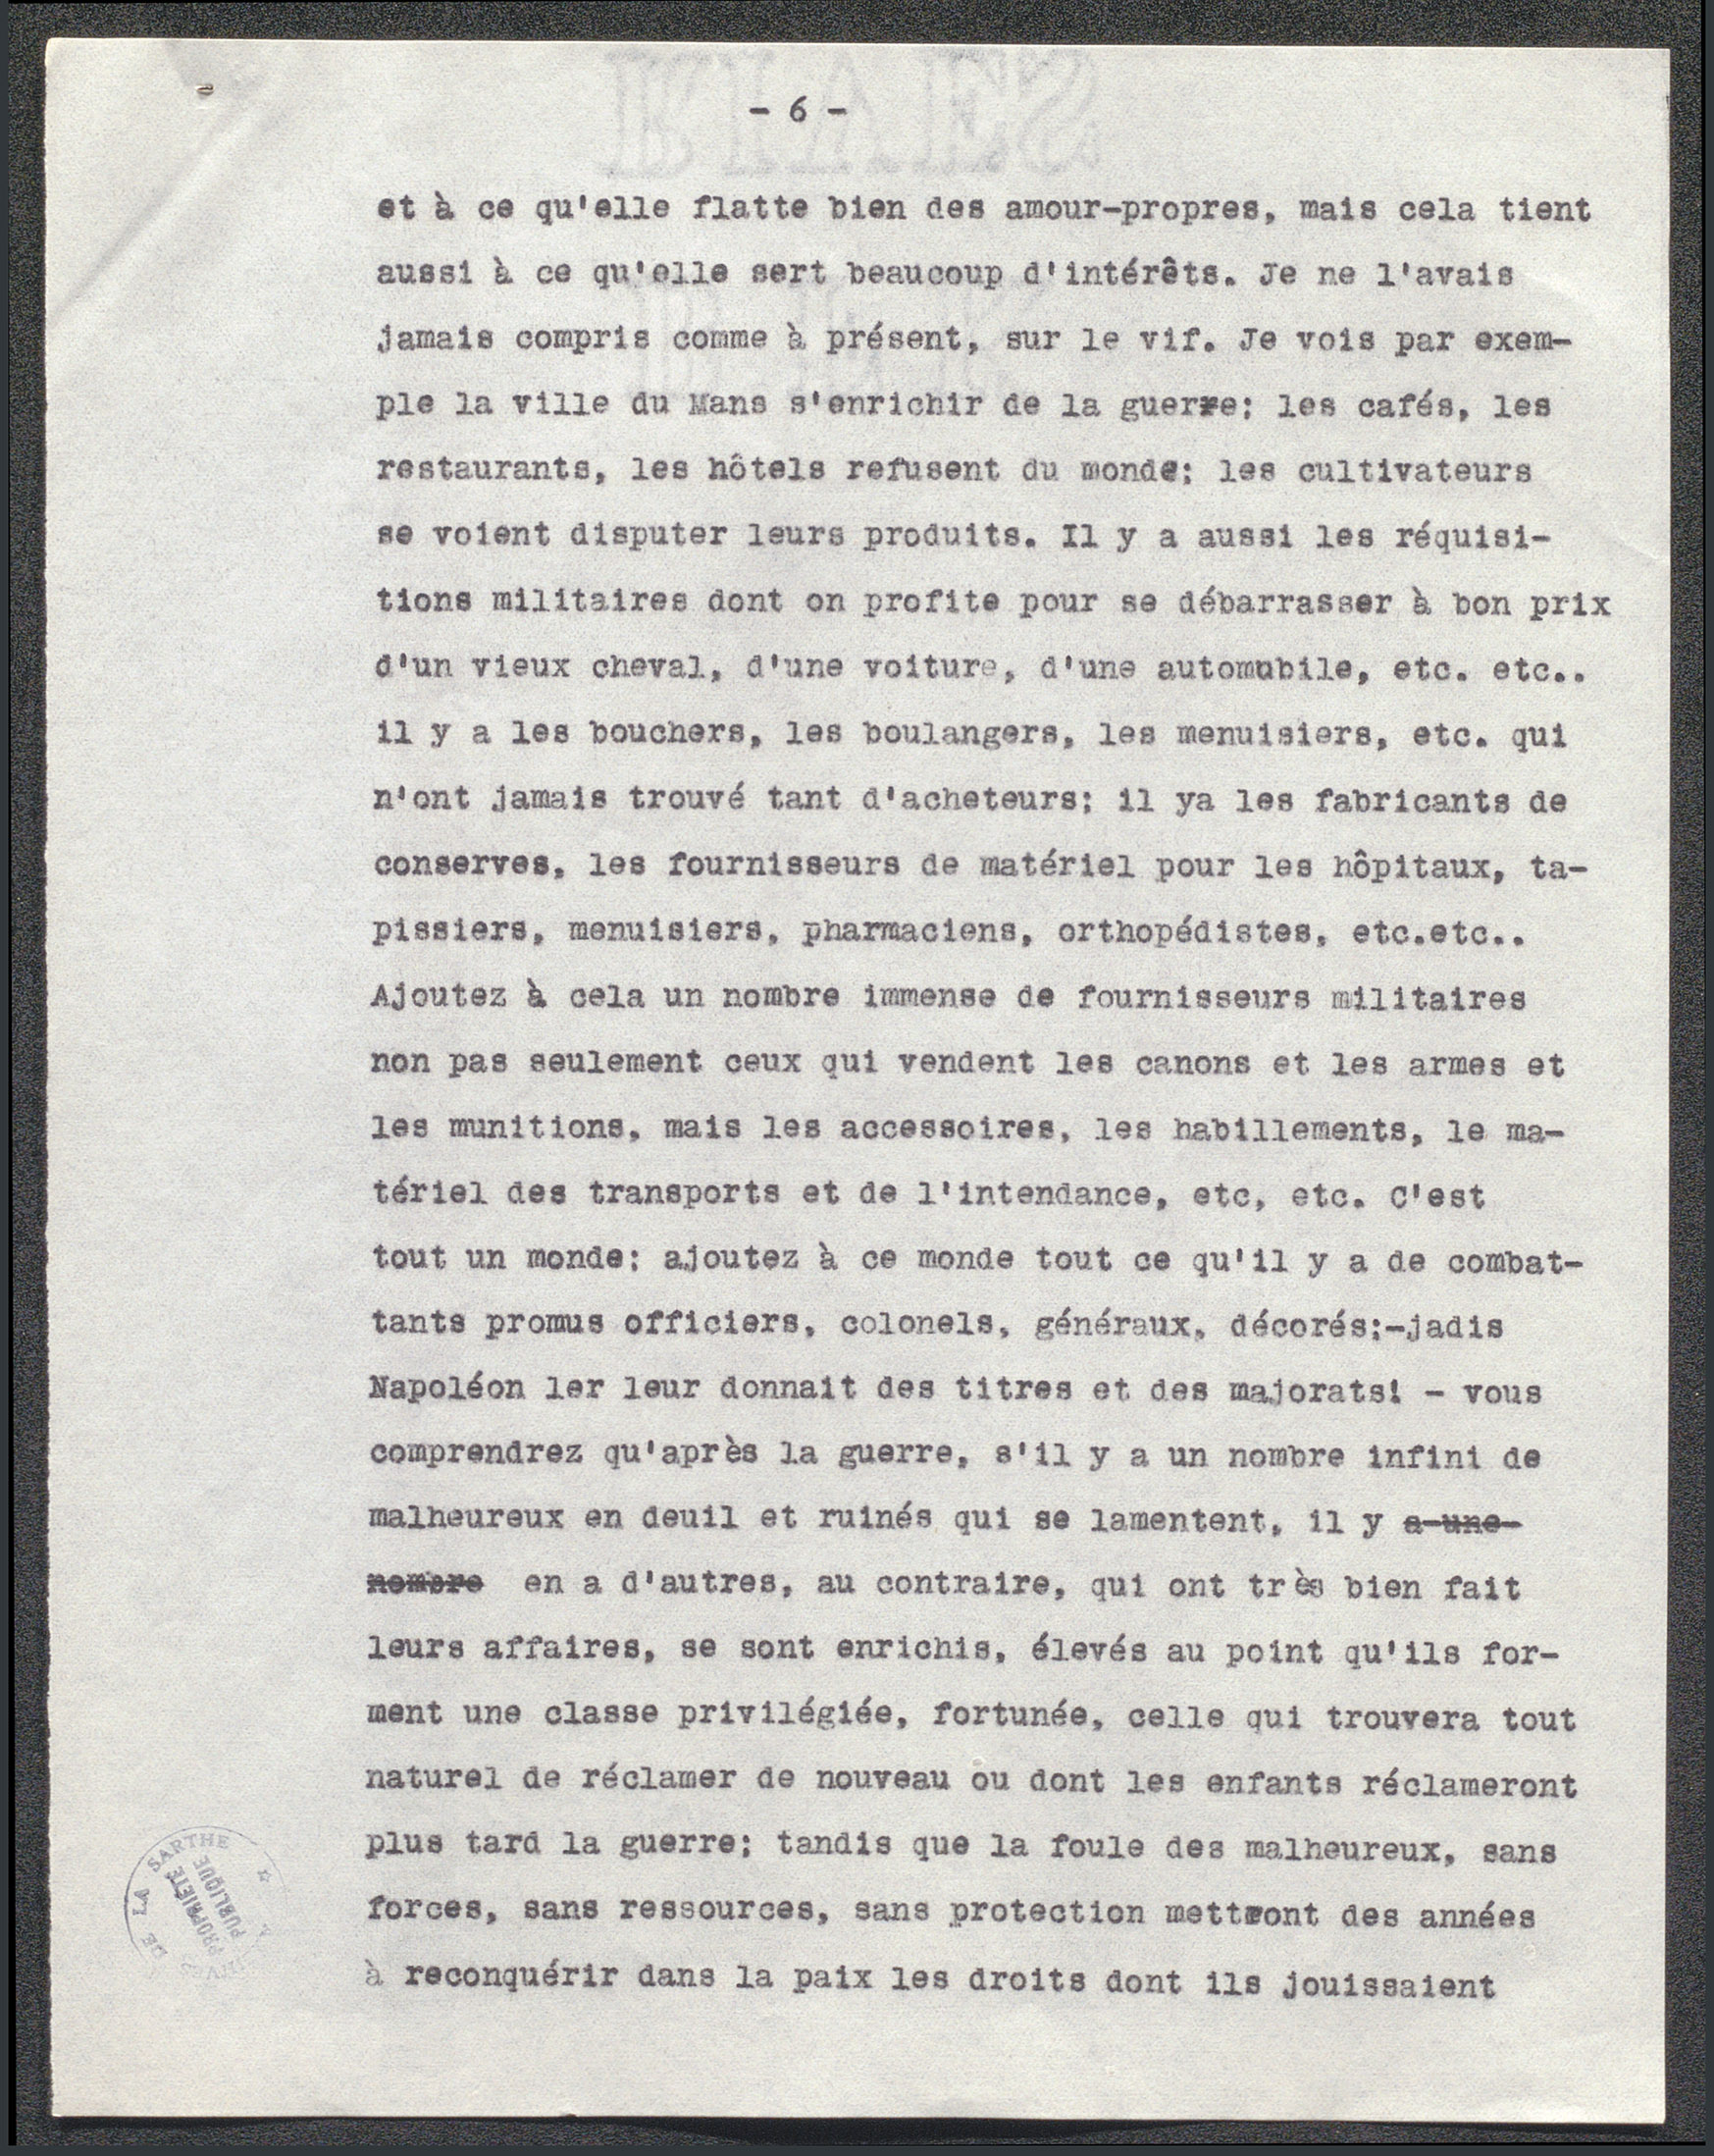 - 6 -
et à ce qu'elle flatte bien des amour-propres, mais cela tient
aussi à ce qu'elle sert beaucoup d'intérêts. Je ne l'avais
jamais compris comme à présent, sur le vif. Je vois par exem-
ple la ville du Mans s'enrichir de la guerre; les cafés, les
restaurants, les hôtels refusent du monde; les cultivateurs
se voient disputer leurs produits. Il y a aussi les réquisi-
tions militaires dont on profite pour se débarrasser à bon prix
d'un vieux cheval, d'une voiture, d'une automobile, etc. etc..
il y a les bouchers, les boulangers, les menuisiers, etc. qui
n'ont jamais trouvé tant d'acheteurs; il ya les fabricants de
conserves, les fournisseurs de matériel pour les hôpitaux, ta-
pissiers, menuisiers, pharmaciens, orthopédistes, etc.etc..
Ajoutez à cela un nombre immense de fournisseurs militaires
non pas seulement ceux qui vendent les canons et les armes et
les munitions, mais les accessoires, les habillements, le ma-
tériel des transports et de l'intendance, etc, etc. C'est
tout un monde; ajoutez à ce monde tout ce qu'il y a de combat-
tants promus officiers, colonels, généraux, décorés;-jadis
Napoléon 1er leur donnait des titres et des majorats! - vous
comprendrez qu'après la guerre, s'il y a un nombre infini de
malheureux en deuil et ruinés qui se lamentent, il y a une
nombre en a d'autres, au contraire, qui ont très bien fait
leurs affaires, se sont enrichis, élevés au point qu'ils for-
ment une classe privilégiée, fortunée, celle qui trouvera tout
naturel de réclamer de nouveau ou dont les enfants réclameront
plus tard la guerre; tandis que la foule des malheureux, sans
forces, sans ressources, sans protection mettront des années
à reconquérir dans la paix les droits dont ils jouissaient
DE LA SARTHE
PROPRIÉTÉ
PUBLIQUE